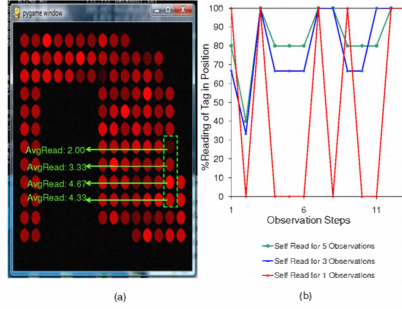 pygame window
AvgRead: 2.00
AvgRead: 3.33
AvgRead: 4.67
AvgRead: 4.33
(a)
%Reading of Tag in Position
100
90
80
70
60
50
40
30
20
10
0
1
6
11
Observation Steps
Self Read for 5 Observations
Self Read for 3 Observations
Self Read for 1 Observations
(b)